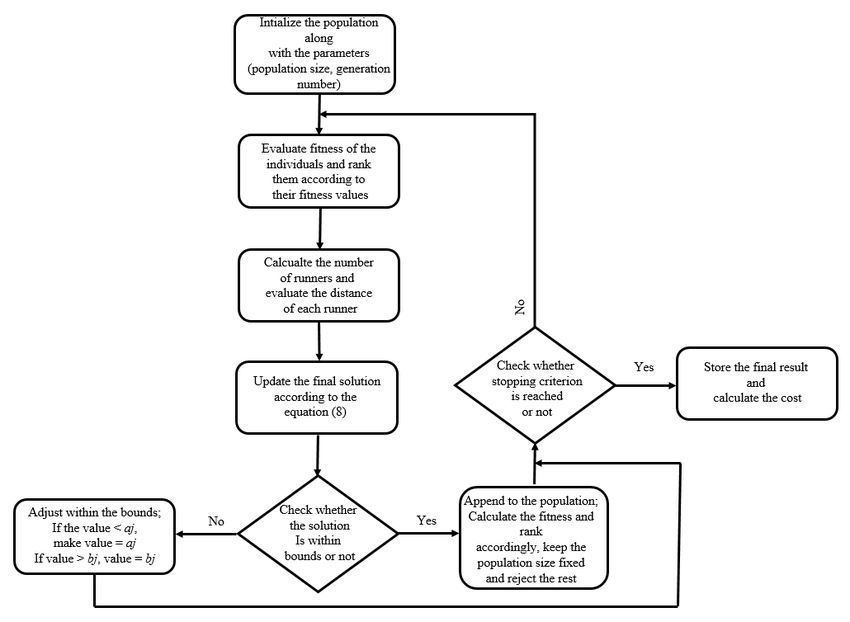 Intialize the population
along
with the parameters
(population size, generation
number)
Evaluate fitness of the
individuals and rank
them according to
their fitness values
Calcualte the number
of runners and
evaluate the distance
of each runner
Update the final solution
according to the
equation (8)
Check whether
the solution
Is within
bounds or not
No
Adjust within the bounds;
If the value < aj,
make value = aj
If value > bj, value = bj
Yes
Append to the population;
Calculate the fitness and
rank
accordingly, keep the
population size fixed
and reject the rest
Check whether
stopping criterion
is reached
or not
No
Yes
Store the final result
and
calculate the cost